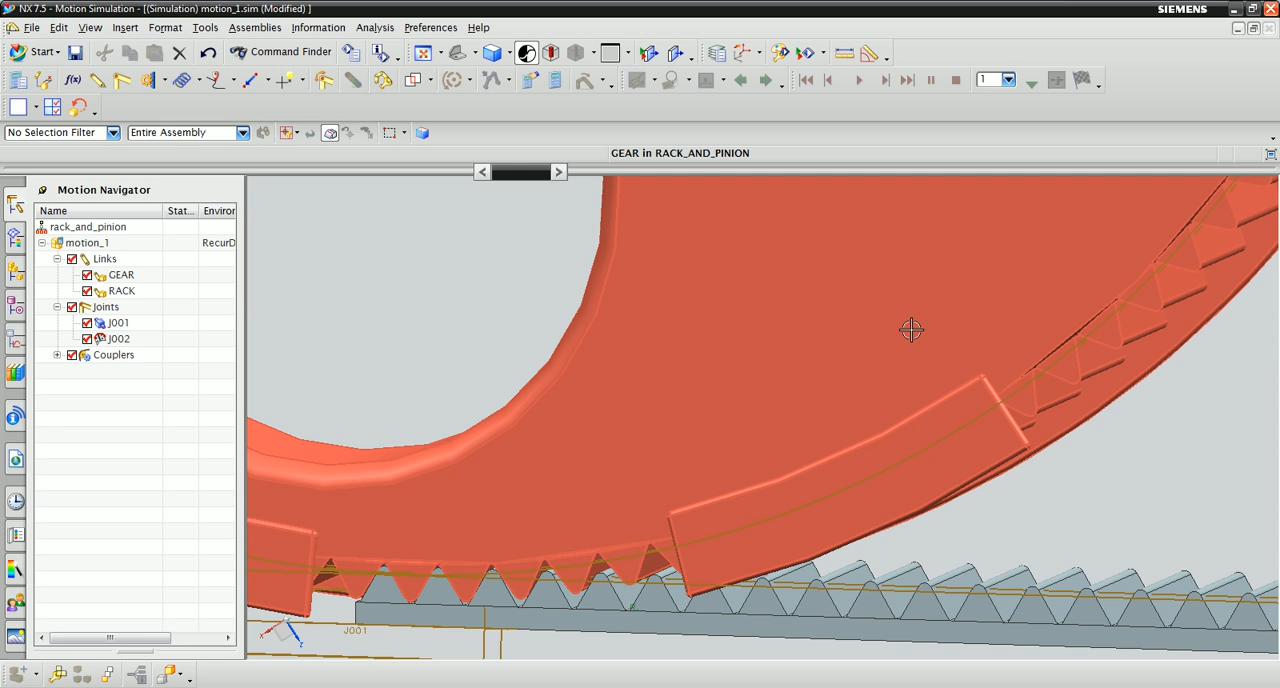 NX 7.5 - Motion Simulation - [(Simulation) motion_1.sim (Modified) ]
SIEMENS
File Edit View Insert Format Tools Assemblies Information Analysis Preferences Help
Start Command Finder
f(x) 1
No Selection Filter Entire Assembly
GEAR in RACK_AND_PINION
Motion Navigator
Name Stat... Enviror
rack_and_pinion
motion_1 RecurD
Links
GEAR
RACK
Joints
J001
J002
Couplers
J001